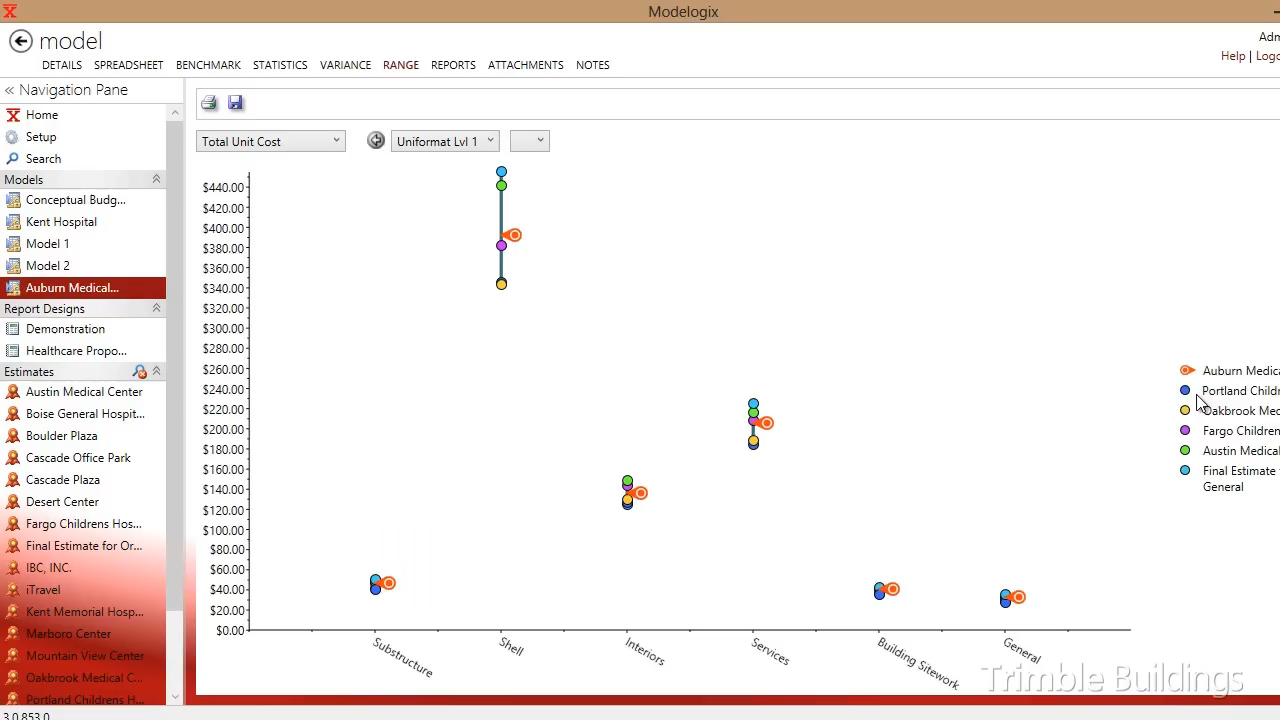 Modelogix
model
Adm
Help | Logo
DETAILS SPREADSHEET BENCHMARK STATISTICS VARIANCE RANGE REPORTS ATTACHMENTS NOTES
« Navigation Pane
Home
Setup
Search
Models
Conceptual Budg...
Kent Hospital
Model 1
Model 2
Auburn Medical...
Report Designs
Demonstration
Healthcare Propo...
Estimates
Austin Medical Center
Boise General Hospit...
Boulder Plaza
Cascade Office Park
Cascade Plaza
Desert Center
Fargo Childrens Hos...
Final Estimate for Or...
IBC, INC.
iTravel
Kent Memorial Hosp...
Marboro Center
Mountain View Center
Oakbrook Medical C...
Portland Childrens H...
3.0.853.0
Total Unit Cost
Uniformat Lvl 1
$440.00
$420.00
$400.00
$380.00
$360.00
$340.00
$320.00
$300.00
$280.00
$260.00
$240.00
$220.00
$200.00
$180.00
$160.00
$140.00
$120.00
$100.00
$80.00
$60.00
$40.00
$20.00
$0.00
Substructure
Shell
Interiors
Services
Building Sitework
General
Auburn Medica
Portland Childr
Oakbrook Med
Fargo Children
Austin Medical
Final Estimate
General
Trimble Buildings